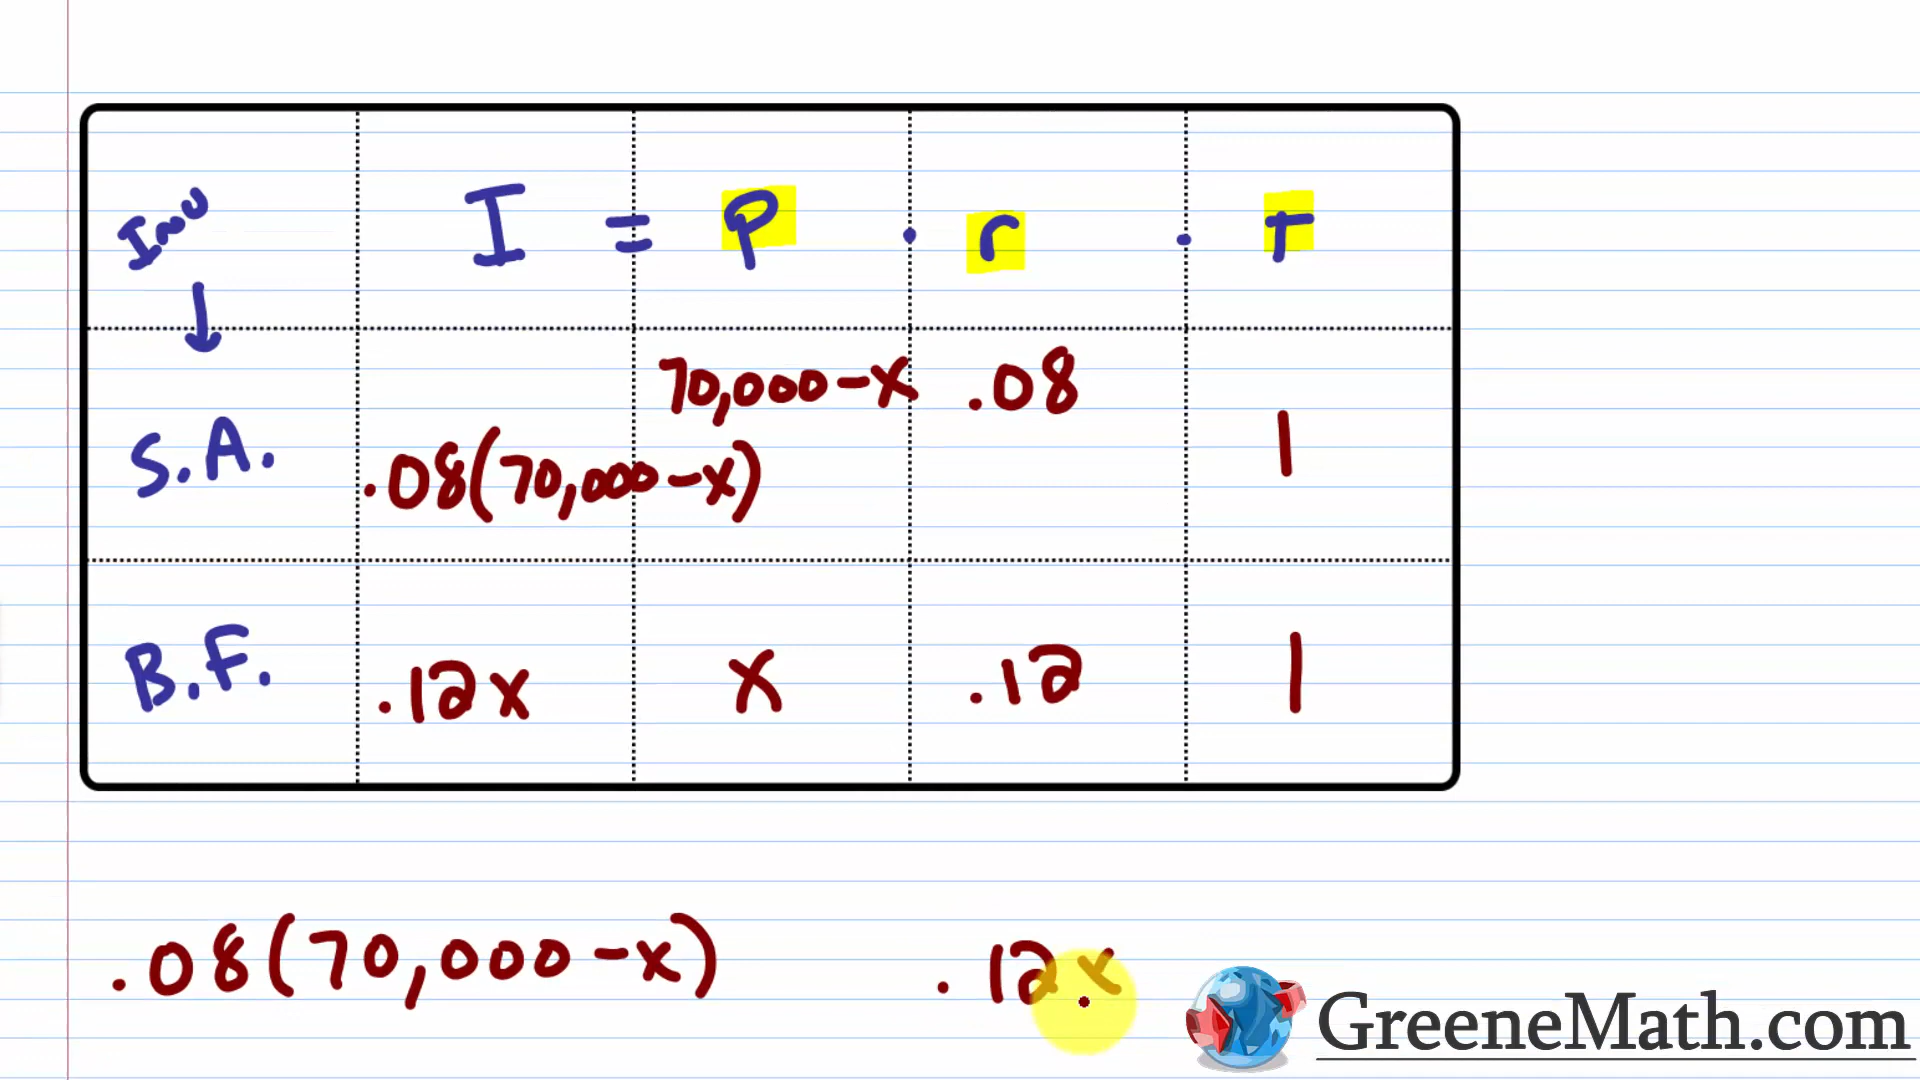 Inv I = P · r · T
70,000-x .08
S.A. .08(70,000-x) 1
B.F. .12x x .12 1
.08(70,000-x) .12x
GreeneMath.com